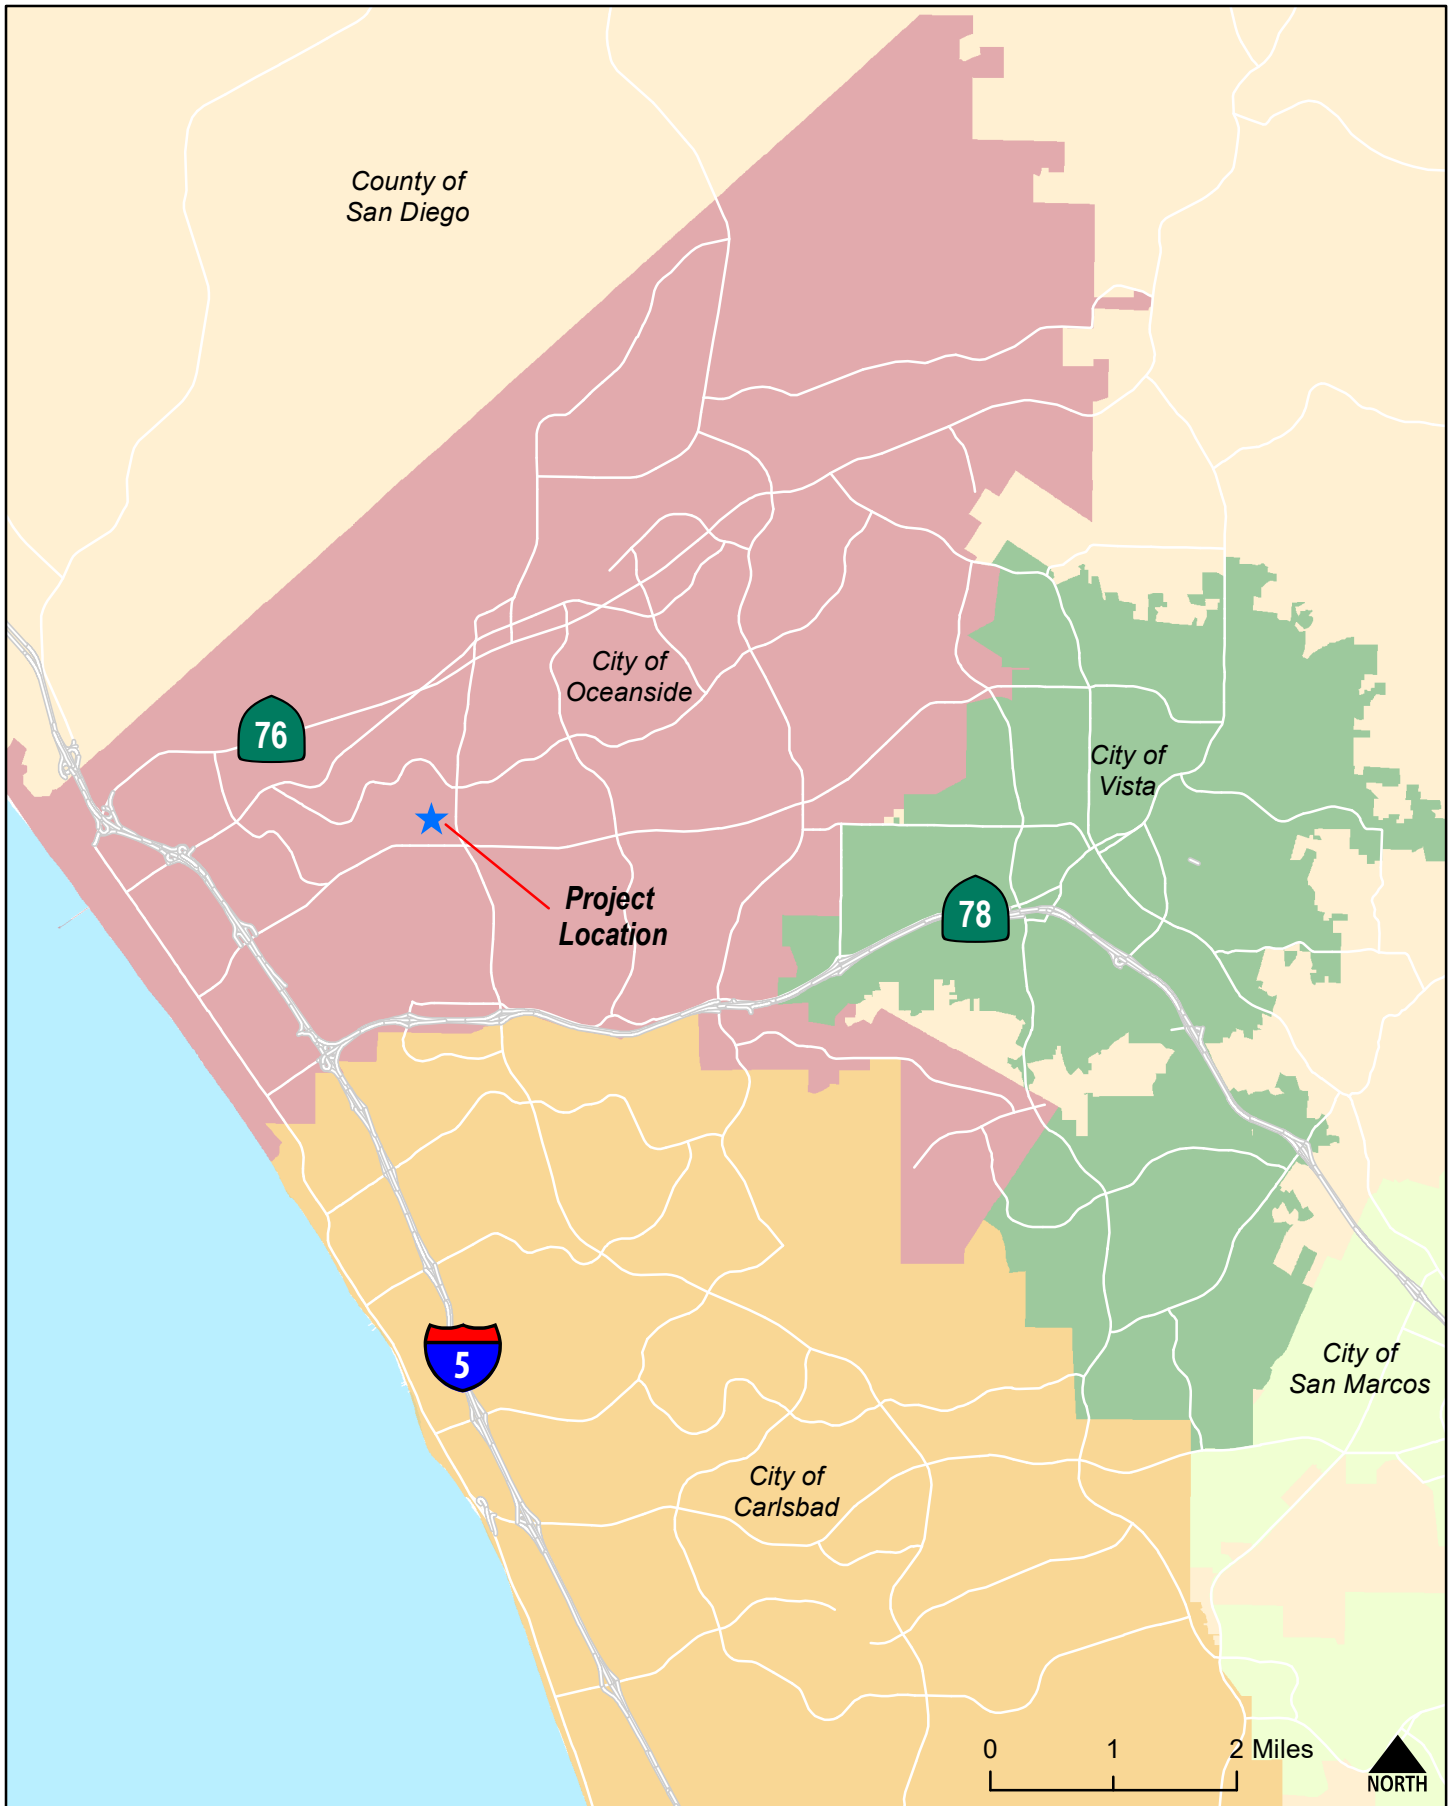 County of
San Diego
City of
Oceanside
76
City of
Vista
Project
Location
78
City of
San Marcos
5
City of
Carlsbad
0 1 2 Miles
NORTH